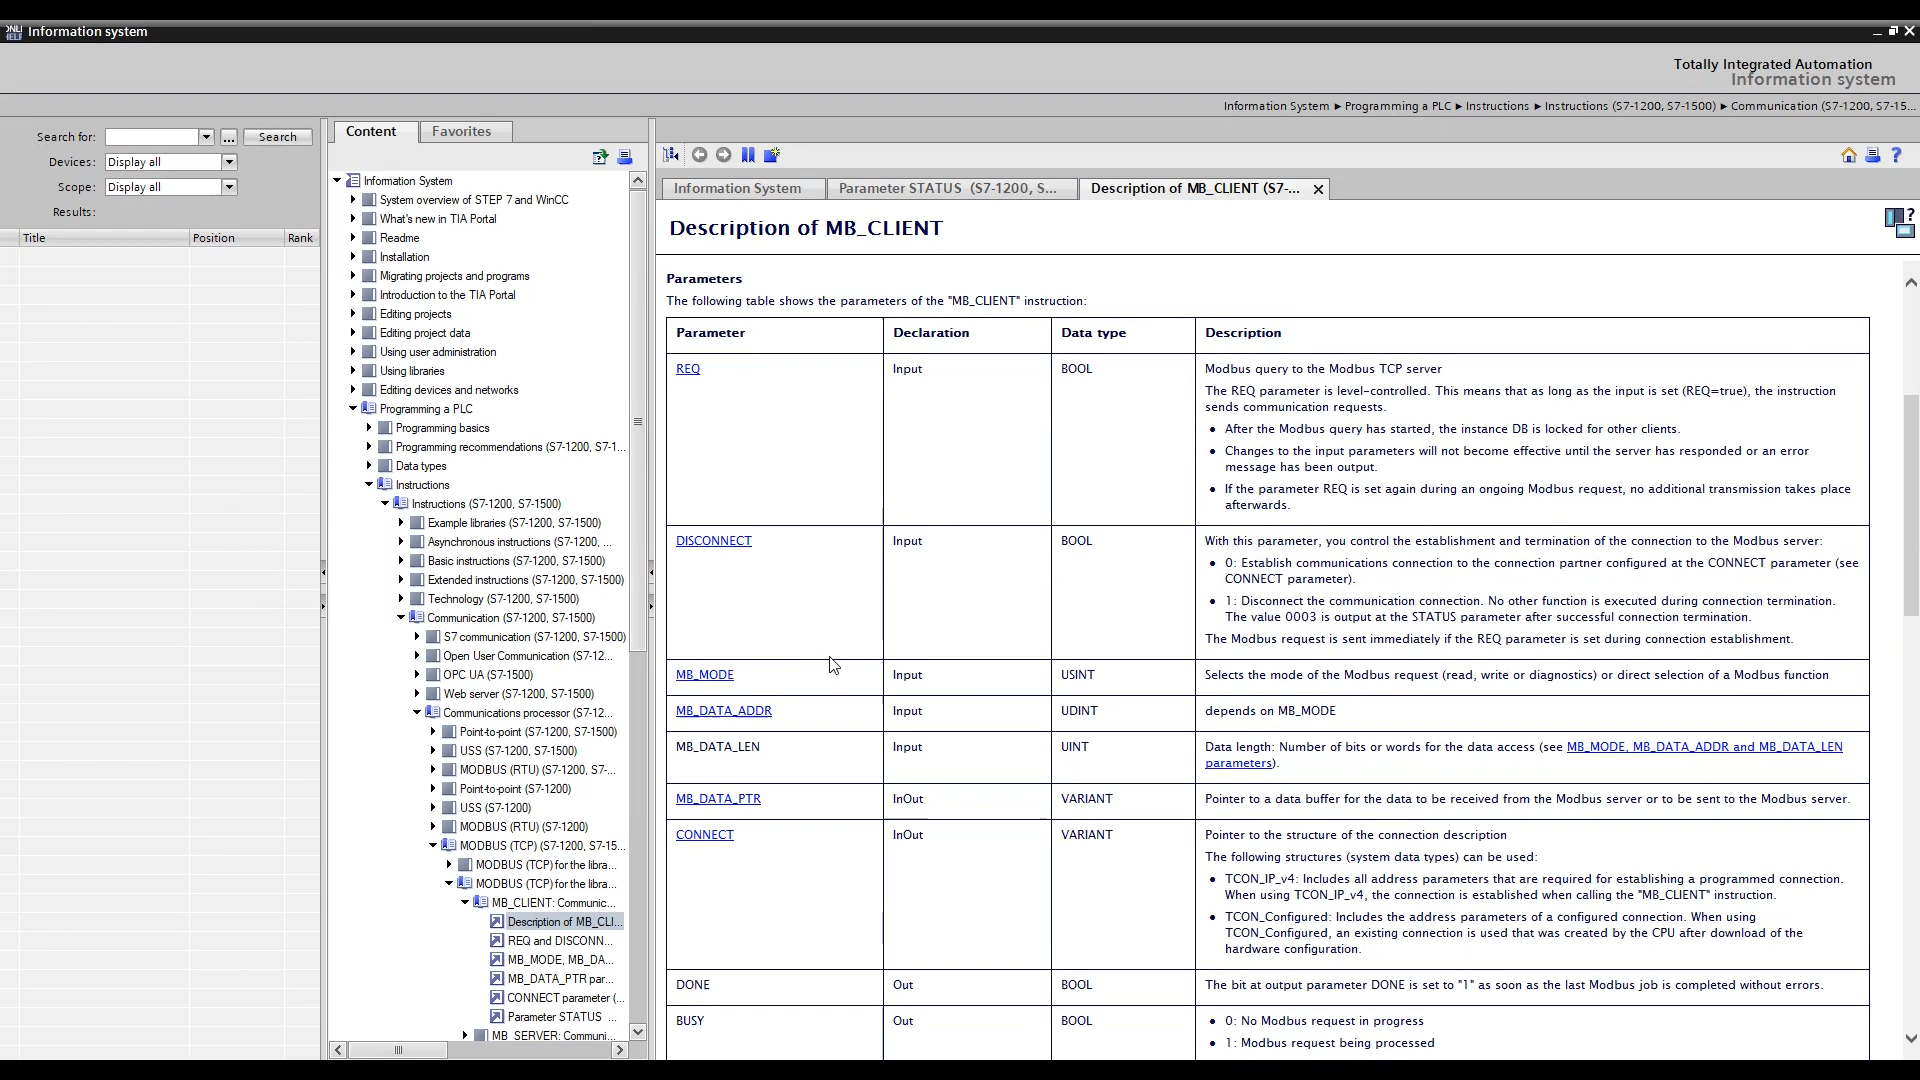 Information system
Totally Integrated Automation
Information system
Information System ▶ Programming a PLC ▶ Instructions ▶ Instructions (S7-1200, S7-1500) ▶ Communication (S7-1200, S7-15...
Search for:
...
Search
Devices:
Display all
Scope:
Display all
Results:
Title
Position
Rank
Content
Favorites
Information System
System overview of STEP 7 and WinCC
What's new in TIA Portal
Readme
Installation
Migrating projects and programs
Introduction to the TIA Portal
Editing projects
Editing project data
Using user administration
Using libraries
Editing devices and networks
Programming a PLC
Programming basics
Programming recommendations (S7-1200, S7-1...
Data types
Instructions
Instructions (S7-1200, S7-1500)
Example libraries (S7-1200, S7-1500)
Asynchronous instructions (S7-1200, ...
Basic instructions (S7-1200, S7-1500)
Extended instructions (S7-1200, S7-1500)
Technology (S7-1200, S7-1500)
Communication (S7-1200, S7-1500)
S7 communication (S7-1200, S7-1500)
Open User Communication (S7-12...
OPC UA (S7-1500)
Web server (S7-1200, S7-1500)
Communications processor (S7-12...
Point-to-point (S7-1200, S7-1500)
USS (S7-1200, S7-1500)
MODBUS (RTU) (S7-1200, S7-...
Point-to-point (S7-1200)
USS (S7-1200)
MODBUS (RTU) (S7-1200)
MODBUS (TCP) (S7-1200, S7-15...
MODBUS (TCP) for the libra...
MODBUS (TCP) for the libra...
MB_CLIENT: Communic...
Description of MB_CLI...
REQ and DISCONN...
MB_MODE, MB_DA...
MB_DATA_PTR par...
CONNECT parameter (...
Parameter STATUS ...
MB_SERVER: Communi...
Information System
Parameter STATUS (S7-1200, S...
Description of MB_CLIENT (S7-...
Description of MB_CLIENT
Parameters
The following table shows the parameters of the "MB_CLIENT" instruction:
Parameter Declaration Data type Description
REQ Input BOOL Modbus query to the Modbus TCP server
The REQ parameter is level-controlled. This means that as long as the input is set (REQ=true), the instruction
sends communication requests.
• After the Modbus query has started, the instance DB is locked for other clients.
• Changes to the input parameters will not become effective until the server has responded or an error
message has been output.
• If the parameter REQ is set again during an ongoing Modbus request, no additional transmission takes place
afterwards.
DISCONNECT Input BOOL With this parameter, you control the establishment and termination of the connection to the Modbus server:
• 0: Establish communications connection to the connection partner configured at the CONNECT parameter (see
CONNECT parameter).
• 1: Disconnect the communication connection. No other function is executed during connection termination.
The value 0003 is output at the STATUS parameter after successful connection termination.
The Modbus request is sent immediately if the REQ parameter is set during connection establishment.
MB_MODE Input USINT Selects the mode of the Modbus request (read, write or diagnostics) or direct selection of a Modbus function
MB_DATA_ADDR Input UDINT depends on MB_MODE
MB_DATA_LEN Input UINT Data length: Number of bits or words for the data access (see MB_MODE, MB_DATA_ADDR and MB_DATA_LEN
parameters).
MB_DATA_PTR InOut VARIANT Pointer to a data buffer for the data to be received from the Modbus server or to be sent to the Modbus server.
CONNECT InOut VARIANT Pointer to the structure of the connection description
The following structures (system data types) can be used:
• TCON_IP_v4: Includes all address parameters that are required for establishing a programmed connection.
When using TCON_IP_v4, the connection is established when calling the "MB_CLIENT" instruction.
• TCON_Configured: Includes the address parameters of a configured connection. When using
TCON_Configured, an existing connection is used that was created by the CPU after download of the
hardware configuration.
DONE Out BOOL The bit at output parameter DONE is set to "1" as soon as the last Modbus job is completed without errors.
BUSY Out BOOL • 0: No Modbus request in progress
• 1: Modbus request being processed